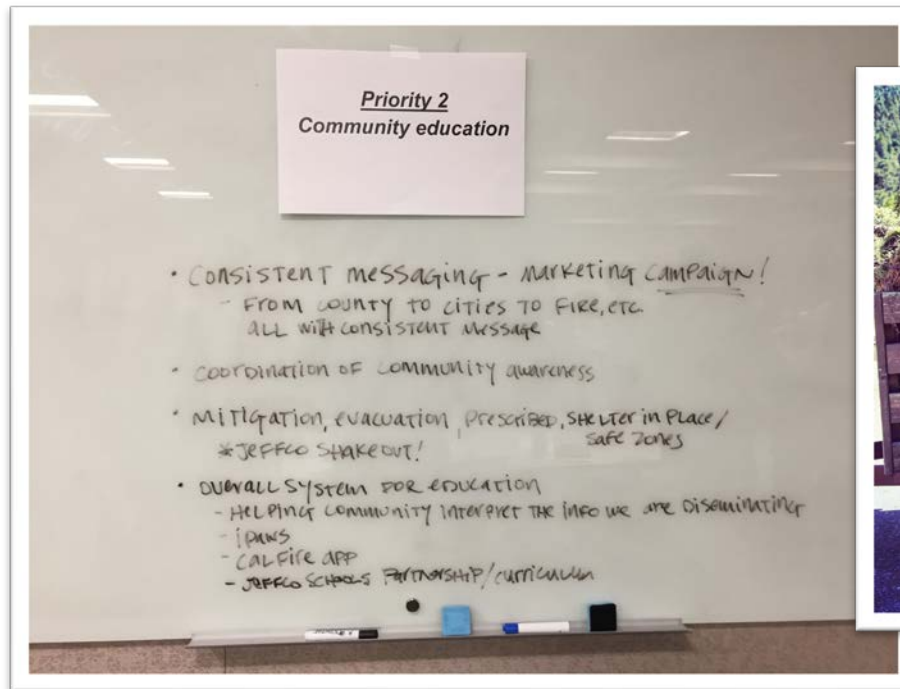 Priority 2
Community education
• CONSISTENT MESSAGING - MARKETING CAMPAIGN!
- FROM COUNTY TO CITIES TO FIRE, ETC.
ALL WITH CONSISTENT MESSAGE
• COORDINATION OF COMMUNITY AWARENESS
• MITIGATION, EVACUATION, PRESCRIBED, SHELTER IN PLACE/
SAFE ZONES
*JEFFCO SHAKEOUT!
• OVERALL SYSTEM FOR EDUCATION
- HELPING COMMUNITY INTERPRET THE INFO WE ARE DISEMINATING
- IPAWS
- CALFIRE APP
- JEFFCO SCHOOLS PARTNERSHIP/CURRICULUM